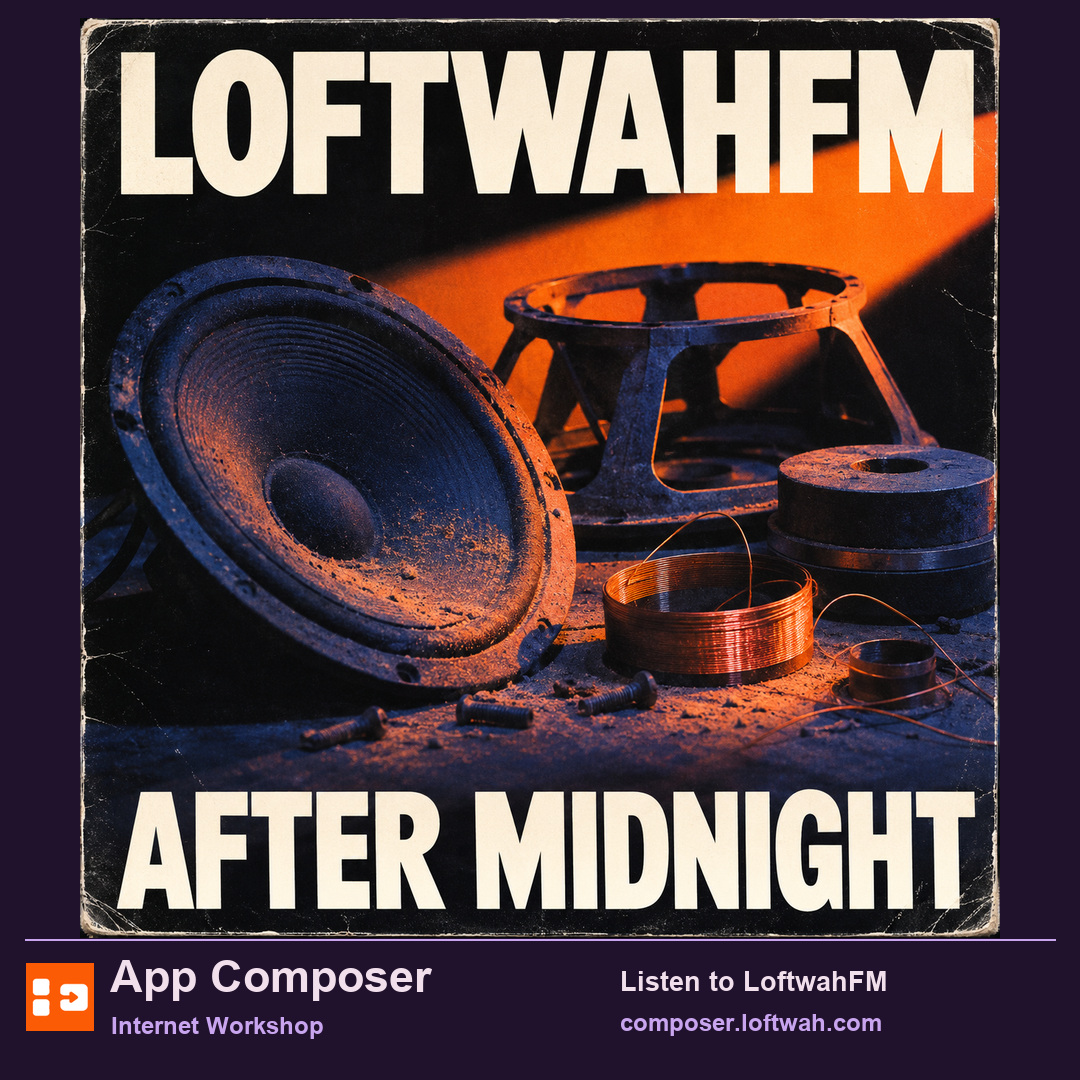 LOFTWAHFM
AFTER MIDNIGHT
App Composer
Internet Workshop
Listen to LoftwahFM
composer.loftwah.com